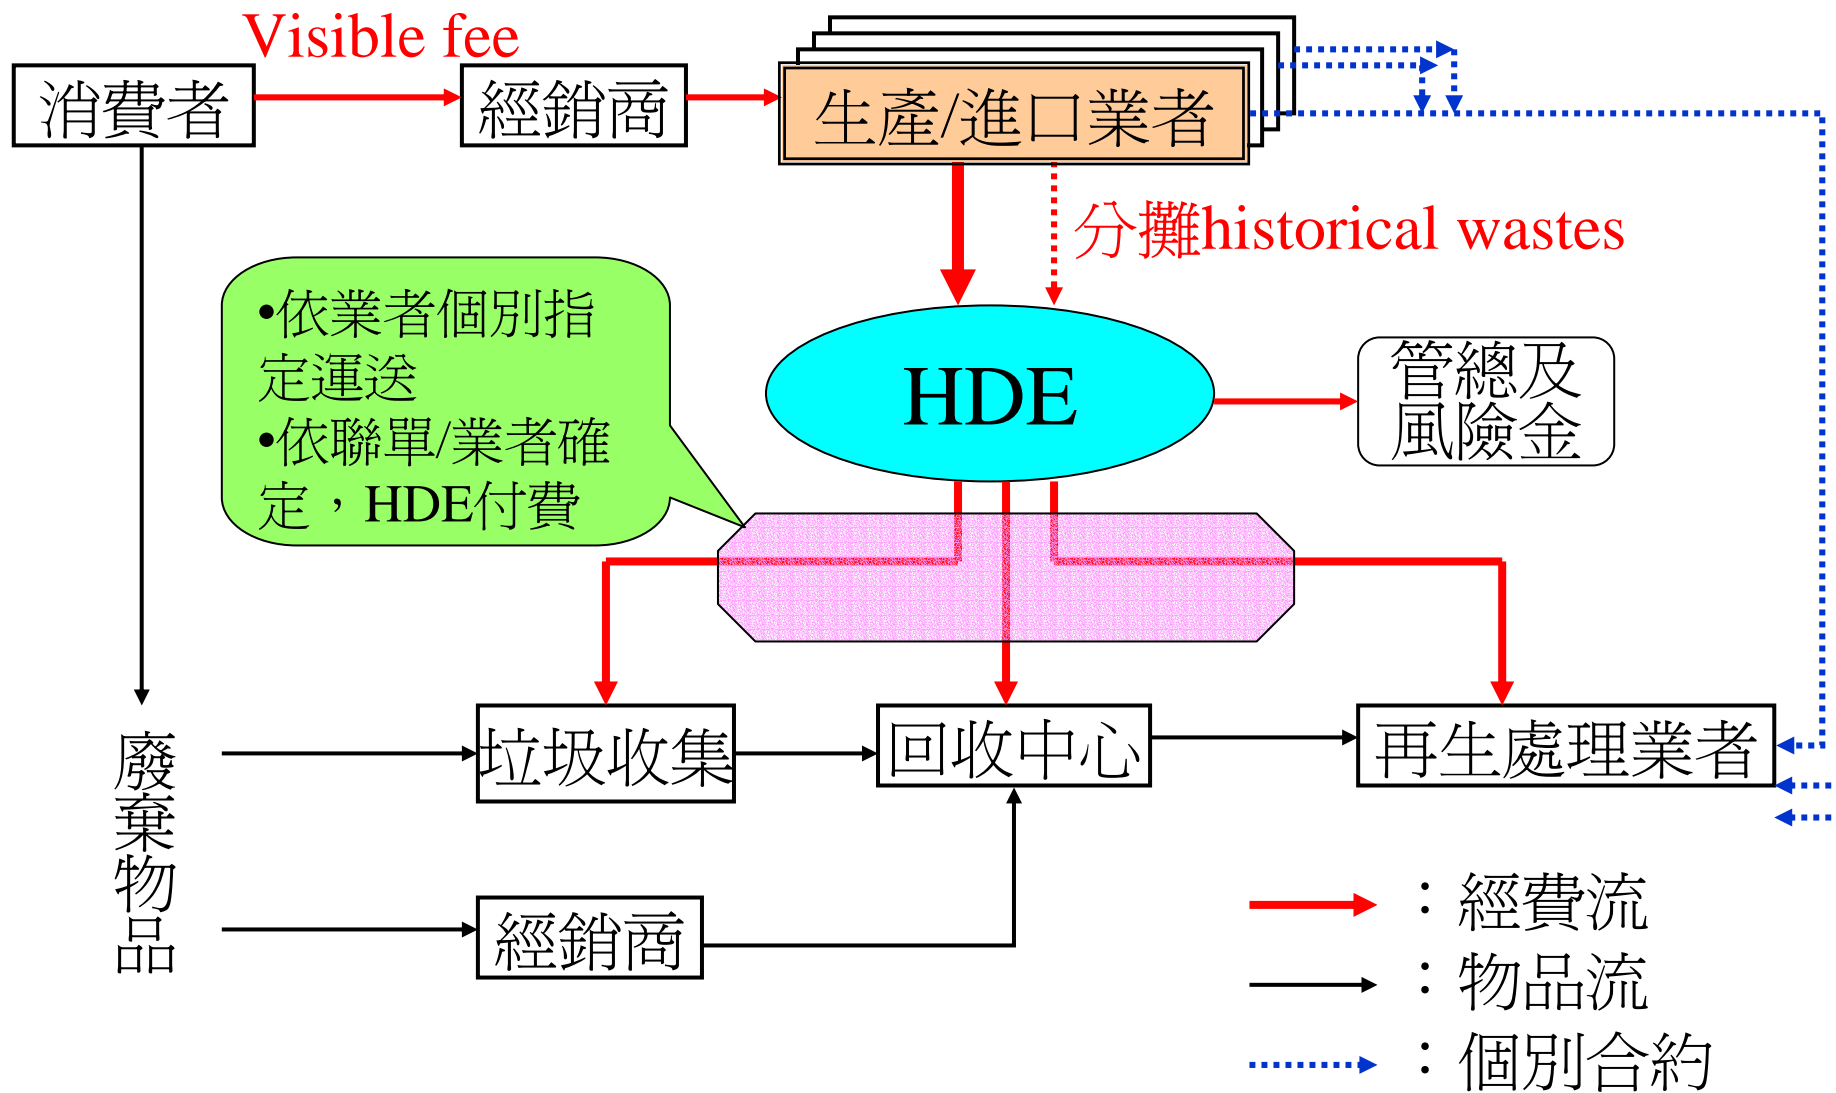 Visible fee
消費者
經銷商
生產/進口業者
分攤historical wastes
•依業者個別指
定運送
•依聯單/業者確
定，HDE付費
HDE
管總及
風險金
廢棄物品
垃圾收集
回收中心
再生處理業者
經銷商
：經費流
：物品流
：個別合約